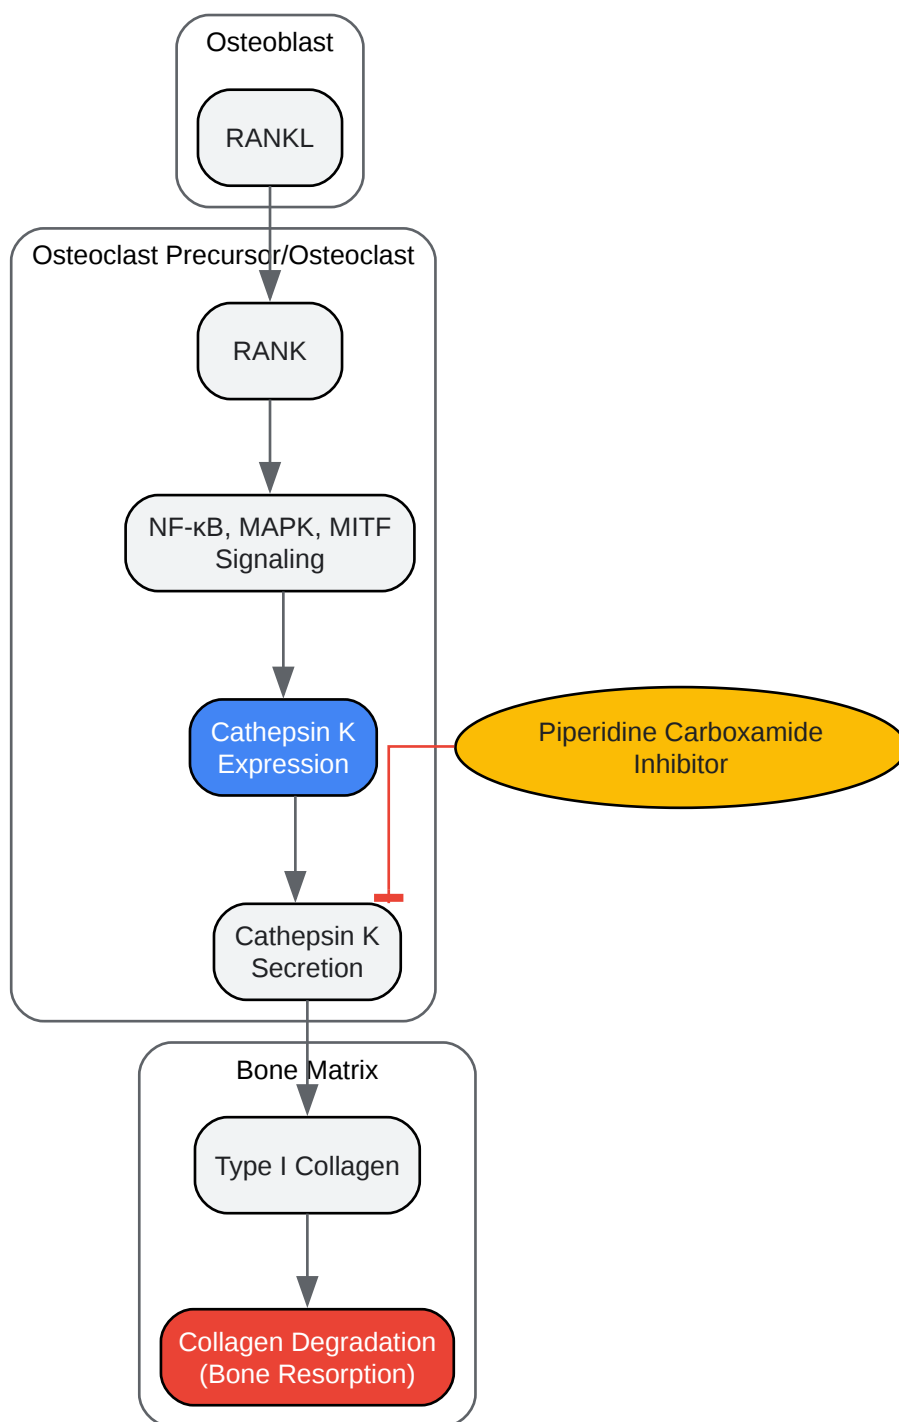 Osteoblast
RANKL
Osteoclast Precursor/Osteoclast
RANK
NF-κB, MAPK, MITF
Signaling
Cathepsin K
Expression
Piperidine Carboxamide
Inhibitor
Cathepsin K
Secretion
Bone Matrix
Type I Collagen
Collagen Degradation
(Bone Resorption)